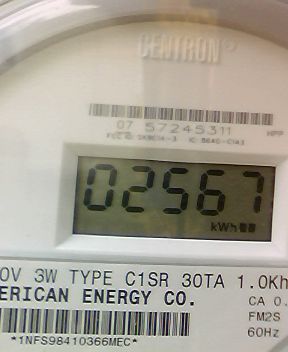 CENTRON®
07 57245311
HPP
02567
kWh
0V 3W TYPE C1SR 30TA 1.0Kh
ERICAN ENERGY CO.
CA 0.
FM2S
60Hz
*1NFS98410366MEC*